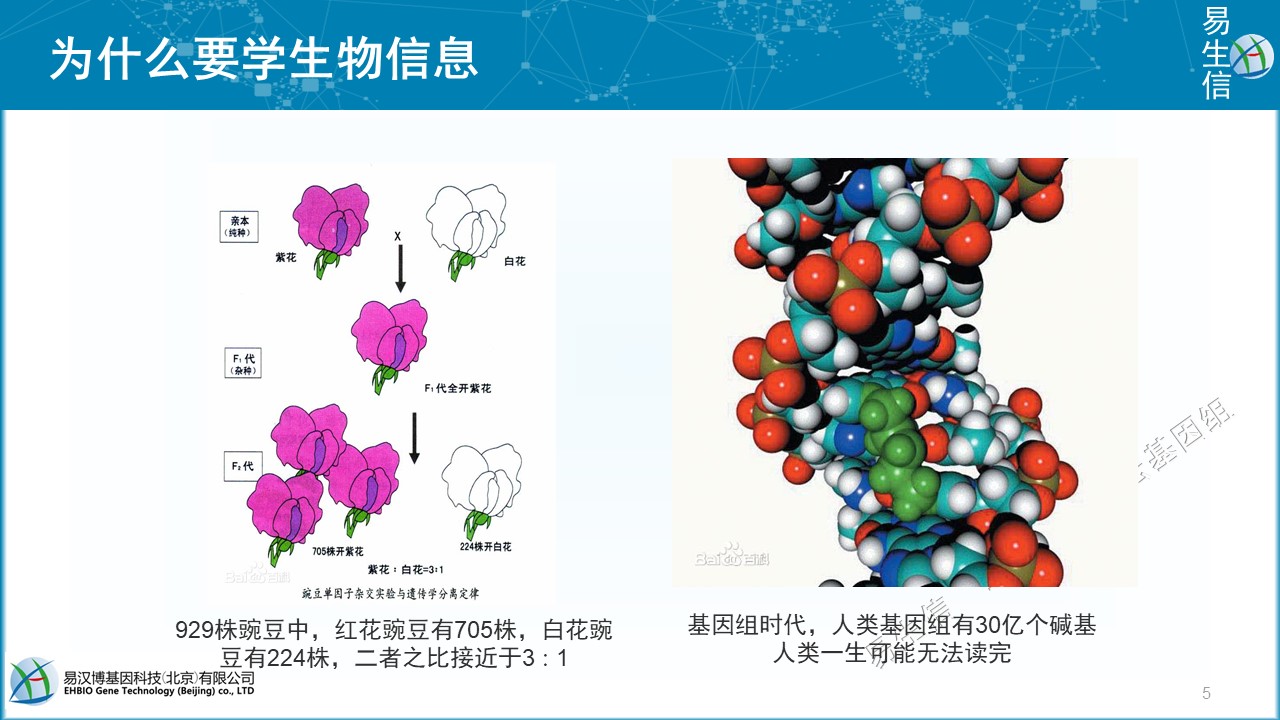 为什么要学生物信息
易
生
信
亲本
(纯种)
紫花
X
白花
F₁代
(杂种)
F₁代全开紫花
F₂代
705株开紫花
224株开白花
紫花：白花=3:1
Bai百科
豌豆单因子杂交实验与遗传学分离定律
Bai百科
929株豌豆中，红花豌豆有705株，白花豌
豆有224株，二者之比接近于3：1
基因组时代，人类基因组有30亿个碱基
人类一生可能无法读完
易生信
基因组
易汉博基因科技(北京)有限公司
EHBIO Gene Technology (Beijing) co., LTD
5